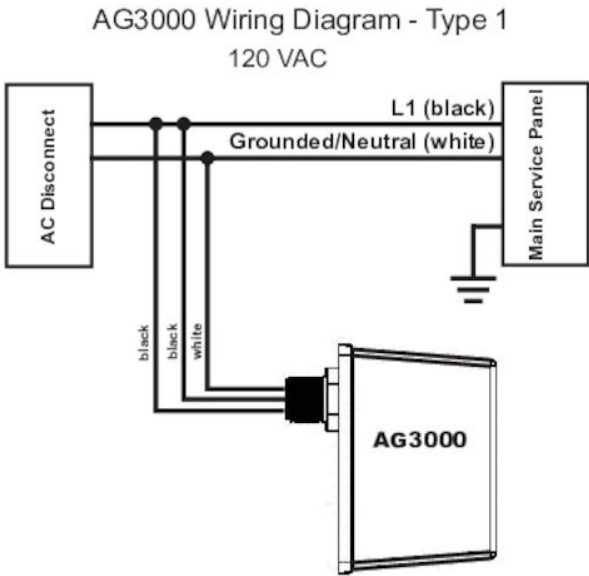 AG3000 Wiring Diagram - Type 1
120 VAC
AC Disconnect
L1 (black)
Grounded/Neutral (white)
Main Service Panel
black
black
white
AG3000